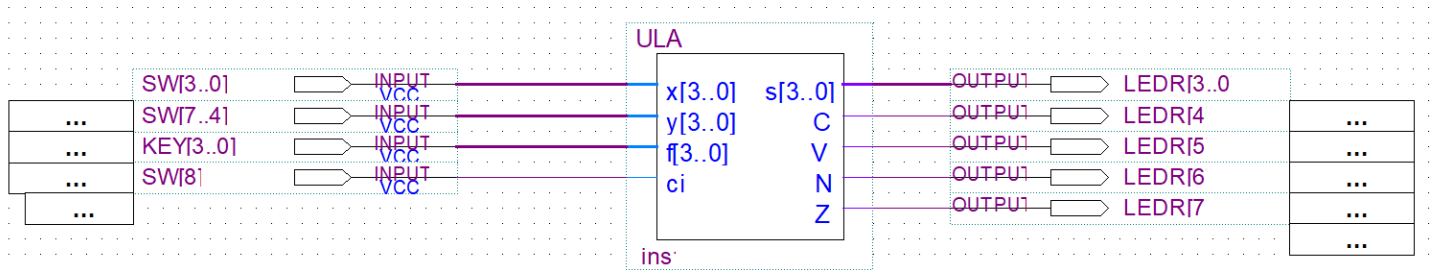 ULA
SW[3..0] INPUT VCC x[3..0] s[3..0] OUTPUT LEDR[3..0
... SW[7..4] INPUT VCC y[3..0] C OUTPUT LEDR[4 ...
... KEY[3..0] INPUT VCC f[3..0] V OUTPUT LEDR[5 ...
... SW[8] INPUT VCC ci N OUTPUT LEDR[6 ...
... Z OUTPUT LEDR[7 ...
...
ins